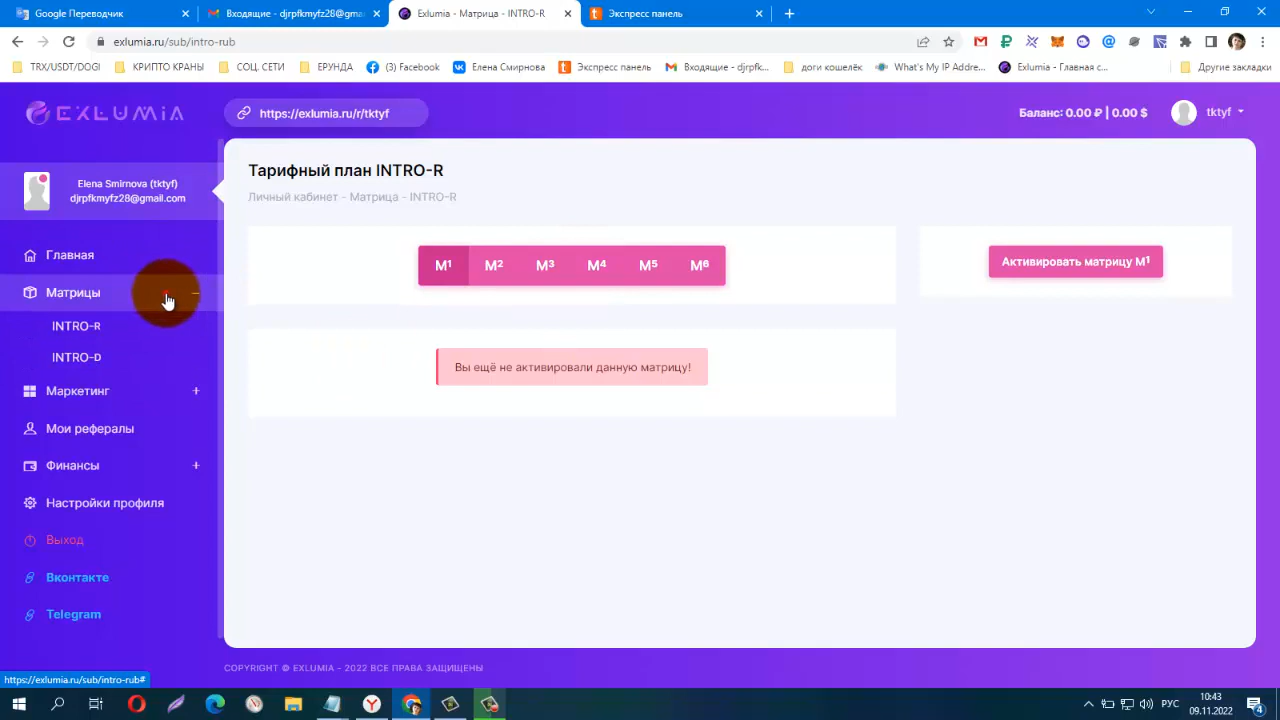 Google Переводчик
Входящие - djrpfkmyfz28@gmai
Exlumia - Матрица - INTRO-R
Экспресс панель
exlumia.ru/sub/intro-rub
TRX/USDT/DOGI
КРИПТО КРАНЫ
СОЦ. СЕТИ
ЕРУНДА
(3) Facebook
Елена Смирнова
Экспресс панель
Входящие - djrpfk...
доги кошелёк
What's My IP Addre...
Exlumia - Главная с...
Другие закладки
EXLUMIA
https://exlumia.ru/r/tktyf
Баланс: 0.00 ₽ | 0.00 $
tktyf
Elena Smirnova (tktyf)
djrpfkmyfz28@gmail.com
Главная
Матрицы
INTRO-R
INTRO-D
Маркетинг
Мои рефералы
Финансы
Настройки профиля
Выход
Вконтакте
Telegram
Тарифный план INTRO-R
Личный кабинет - Матрица - INTRO-R
M¹ M² M³ M⁴ M⁵ M⁶
Активировать матрицу M¹
Вы ещё не активировали данную матрицу!
COPYRIGHT © EXLUMIA - 2022 ВСЕ ПРАВА ЗАЩИЩЕНЫ
https://exlumia.ru/sub/intro-rub#
РУС
10:43
09.11.2022
4